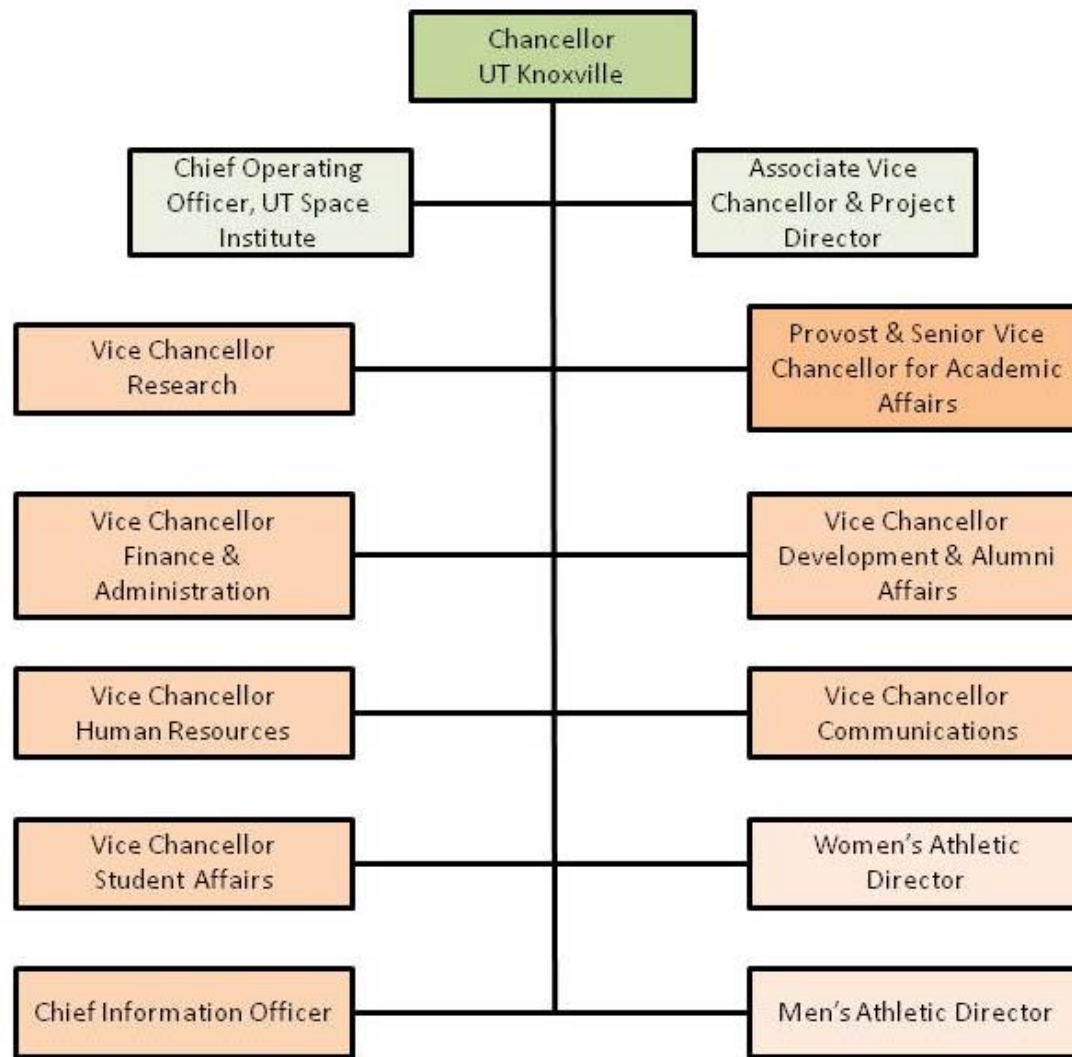 Chancellor
UT Knoxville
Chief Operating
Officer, UT Space
Institute
Associate Vice
Chancellor & Project
Director
Vice Chancellor
Research
Provost & Senior Vice
Chancellor for Academic
Affairs
Vice Chancellor
Finance &
Administration
Vice Chancellor
Development & Alumni
Affairs
Vice Chancellor
Human Resources
Vice Chancellor
Communications
Vice Chancellor
Student Affairs
Women's Athletic
Director
Chief Information Officer
Men's Athletic Director